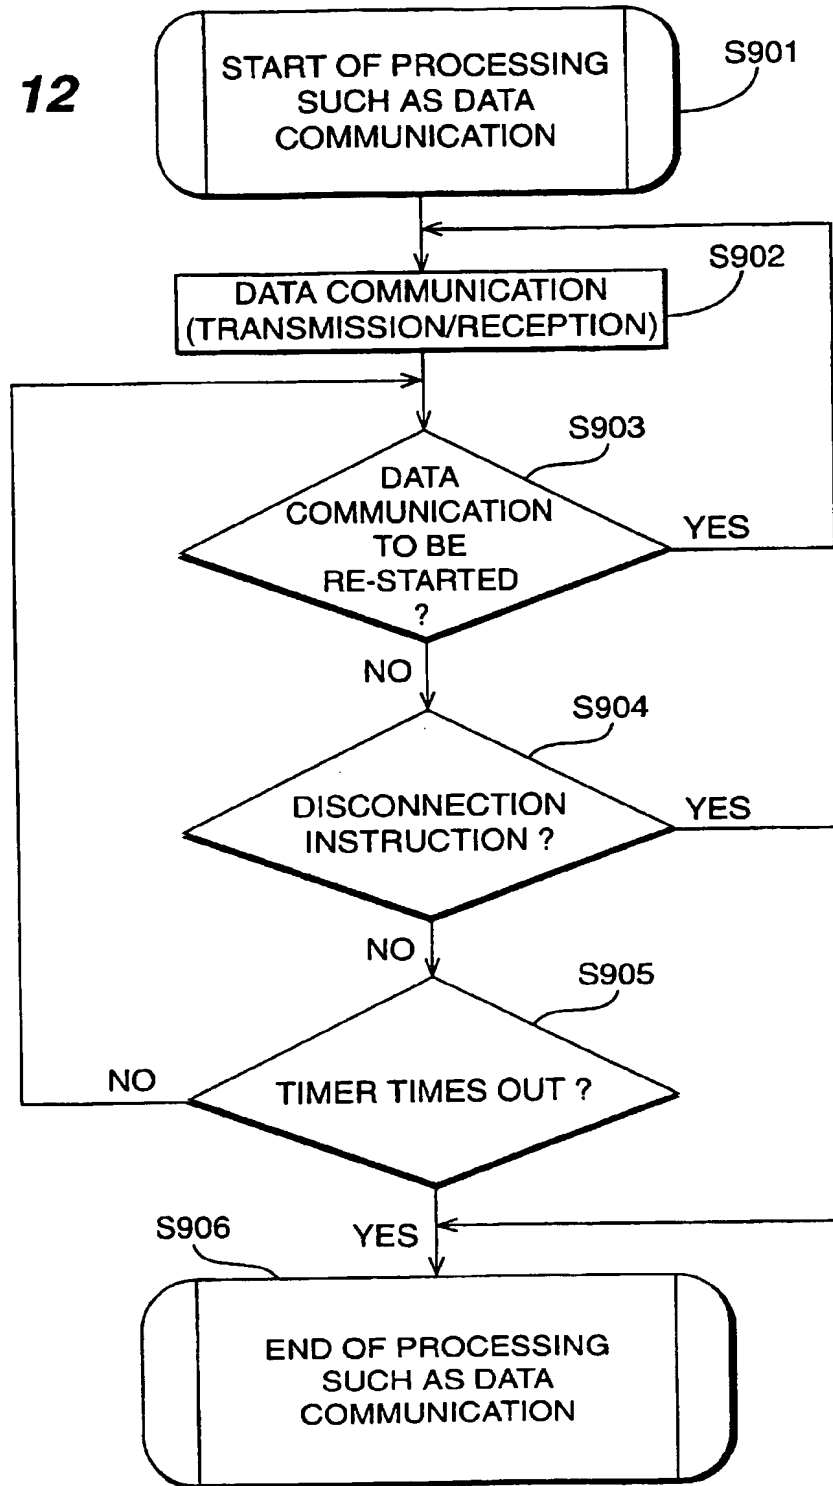 12
START OF PROCESSING
SUCH AS DATA
COMMUNICATION
S901
S902
DATA COMMUNICATION
(TRANSMISSION/RECEPTION)
S903
DATA
COMMUNICATION
TO BE
RE-STARTED
?
YES
NO
S904
DISCONNECTION
INSTRUCTION ?
YES
NO
S905
TIMER TIMES OUT ?
NO
YES
S906
END OF PROCESSING
SUCH AS DATA
COMMUNICATION